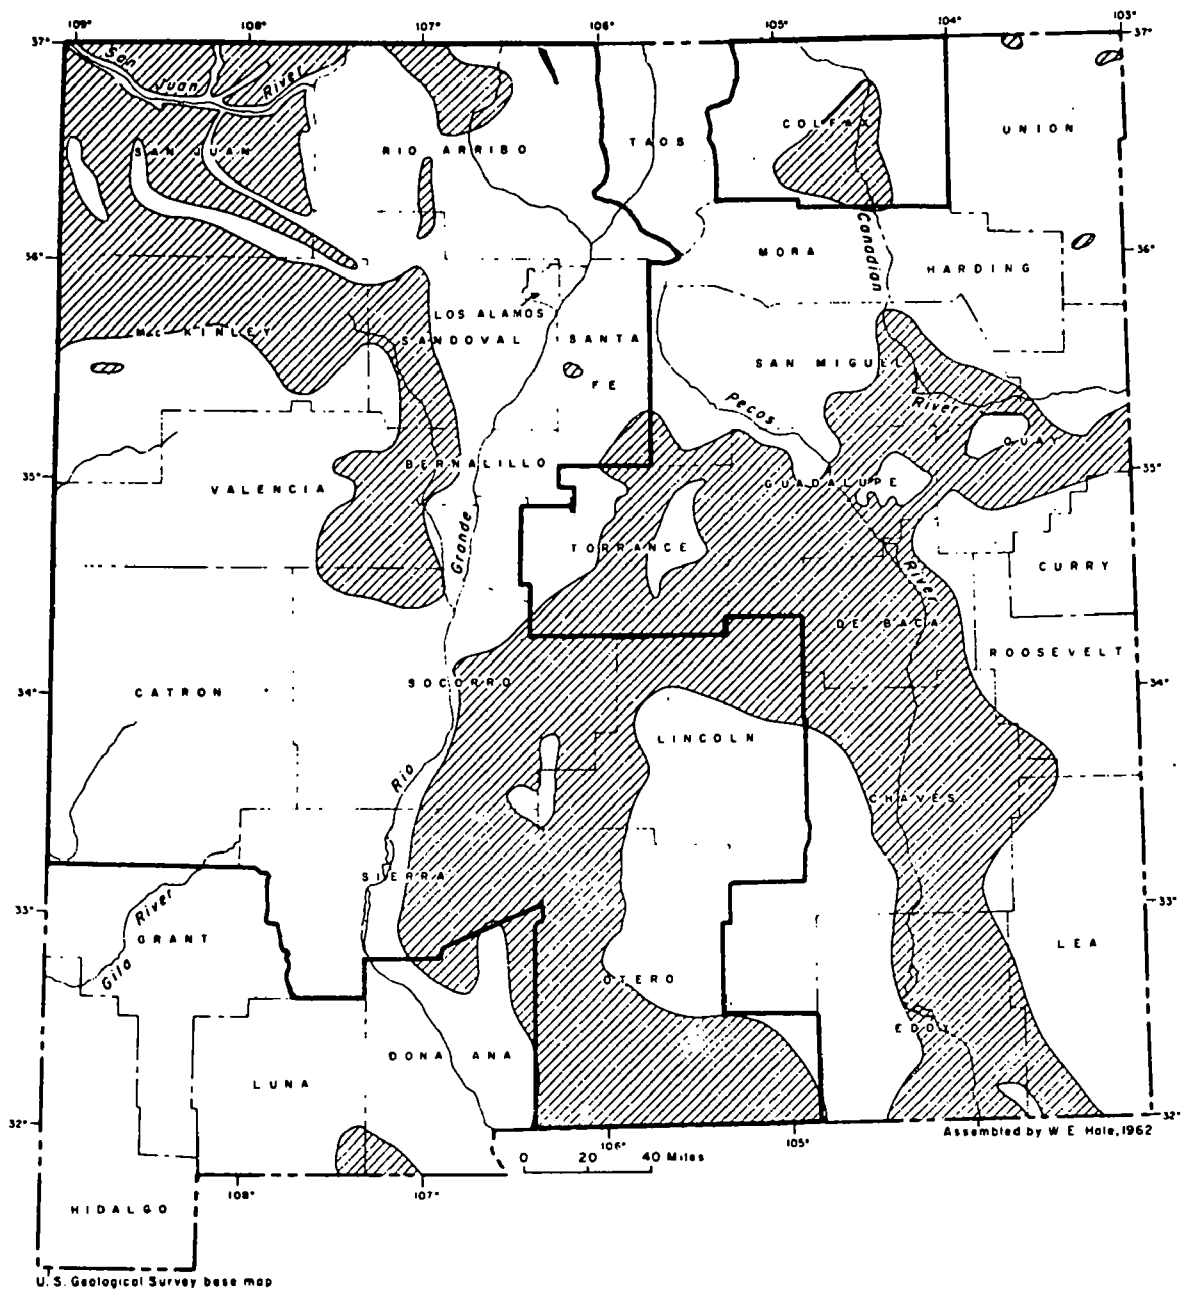 109° 108° 107° 106° 105° 104° 103°
37° 37°
San Juan River
SAN JUAN
RIO ARRIBO
TAOS
COLFAX
UNION
36° 36°
MORA
Canadian
HARDING
LOS ALAMOS
Mc KINLEY
SANDOVAL
SANTA
FE
SAN MIGUEL
Pecos
River
QUAY
35° 35°
BERNALILLO
VALENCIA
GUADALUPE
Grande
TORRANCE
River
CURRY
DE BACA
ROOSEVELT
34° 34°
CATRON
SOCORRO
LINCOLN
Rio
CHAVES
SIERRA
33° 33°
River
GRANT
Gila
LEA
OTERO
EDDY
DONA ANA
LUNA
32° 32°
106° 105°
Assembled by W. E. Hale, 1962
0 20 40 Miles
108° 107°
HIDALGO
U. S. Geological Survey base map